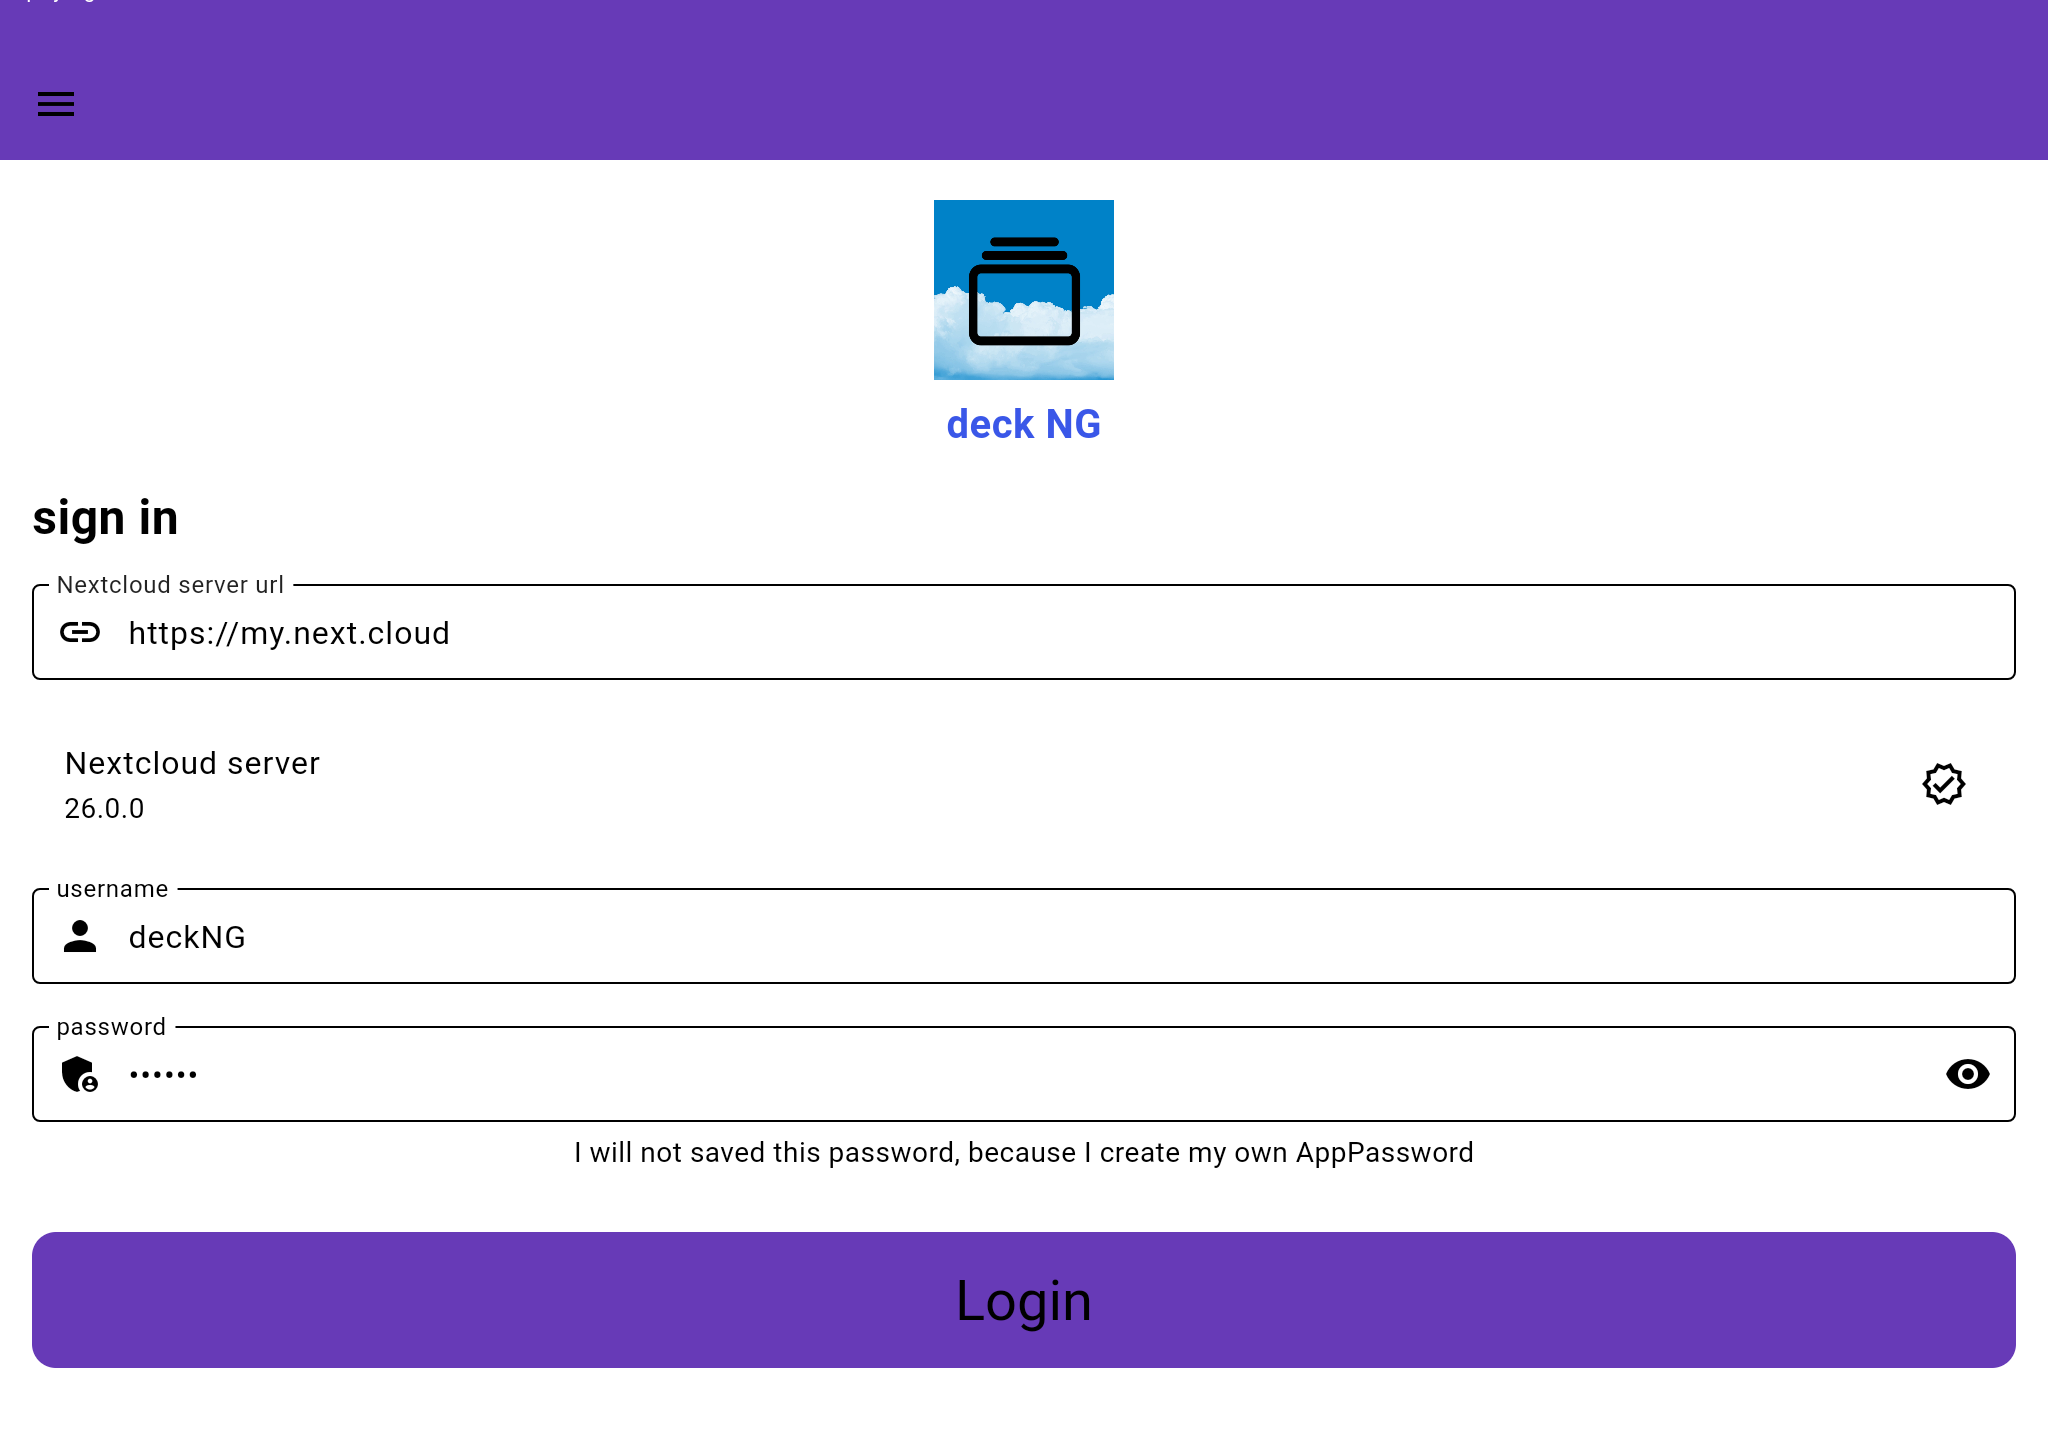 deck NG
sign in
Nextcloud server url
https://my.next.cloud
Nextcloud server
26.0.0
username
deckNG
password
••••••
I will not saved this password, because I create my own AppPassword
Login